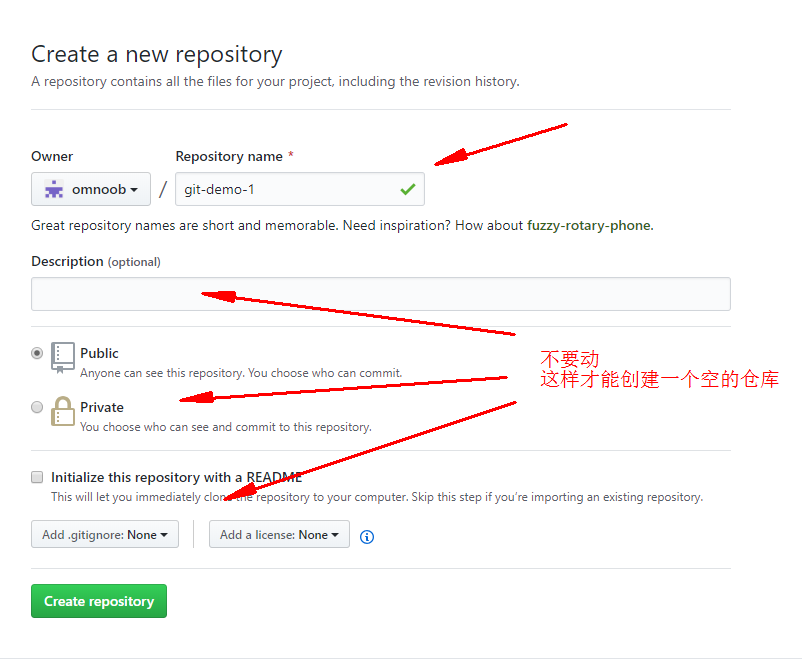 Create a new repository
A repository contains all the files for your project, including the revision history.
Owner
Repository name *
omnoob / git-demo-1
Great repository names are short and memorable. Need inspiration? How about fuzzy-rotary-phone.
Description (optional)
Public
Anyone can see this repository. You choose who can commit.
不要动
这样才能创建一个空的仓库
Private
You choose who can see and commit to this repository.
Initialize this repository with a README
This will let you immediately clone the repository to your computer. Skip this step if you're importing an existing repository.
Add .gitignore: None
Add a license: None
Create repository